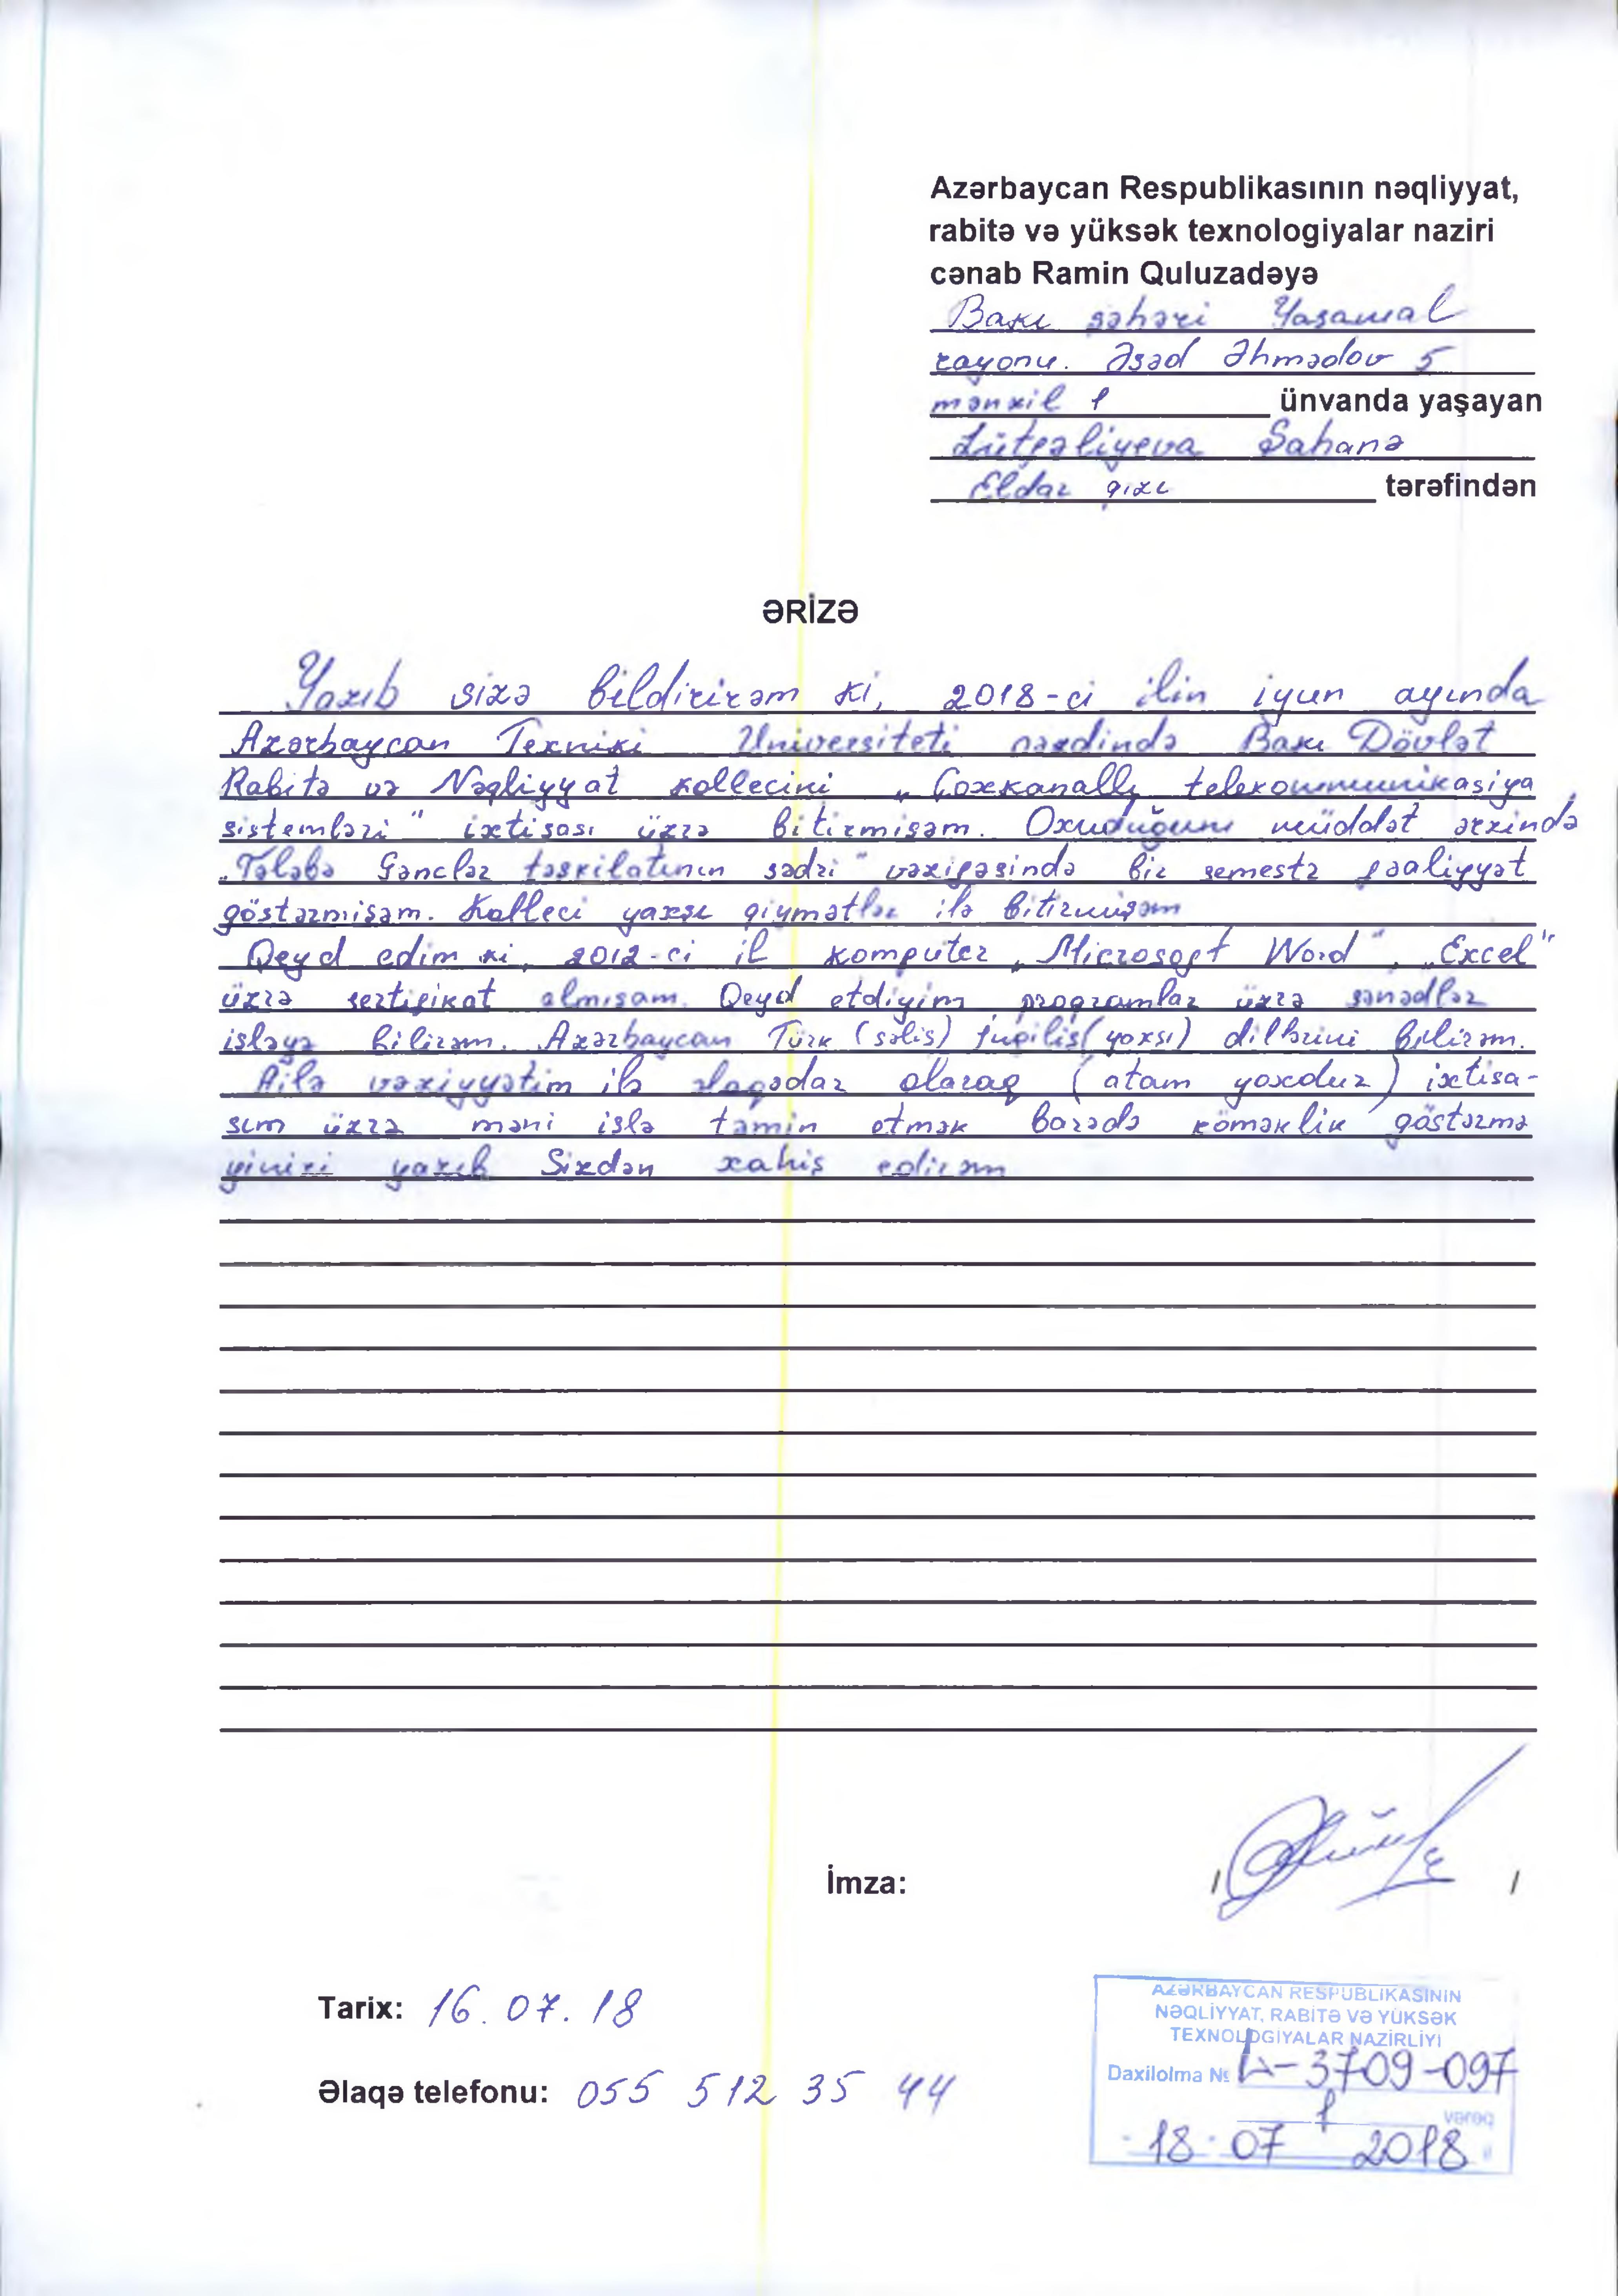 Azərbaycan Respublikasının nəqliyyat,
rabitə və yüksək texnologiyalar naziri
cənab Ramin Quluzadəyə
Bakı şəhəri Yasamal
rayonu. Əsəd Əhmədov 5
mənzil 1 ünvanda yaşayan
Lütfəliyeva Şahanə
Eldar qızı tərəfindən
ƏRİZƏ
Yazıb sizə bildirirəm ki, 2018-ci ilin iyun ayında
Azərbaycan Texniki Universiteti nəzdində Bakı Dövlət
Rabitə və Nəqliyyat kollecini „Çoxkanallı telekommunikasiya
sistemləri" ixtisası üzrə bitirmişəm. Oxuduğum müddət ərzində
„Tələbə Gənclər təşkilatının sədri" vəzifəsində bir semestr fəaliyyət
göstərmişəm. Kolleci yaxşı qiymətlər ilə bitirmişəm
Qeyd edim ki, 2012-ci il komputer „Microsoft Word", „Excel"
üzrə sertifikat almışam. Qeyd etdiyim proqramlar üzrə sənədlər
işləyə bilirəm. Azərbaycan Türk (səlis) İngilis (yaxşı) dillərini bilirəm.
Ailə vəziyyətim ilə əlaqədar olaraq (atam yoxdur) ixtisa-
sım üzrə məni işlə təmin etmək barədə köməklik göstərmə
yinizi yazıb Sizdən xahiş edirəm
İmza: / /
Tarix: 16.07.18
Əlaqə telefonu: 055 512 35 44
AZƏRBAYCAN RESPUBLİKASININ
NƏQLİYYAT, RABİTƏ VƏ YÜKSƏK
TEXNOLOGİYALAR NAZİRLİYİ
Daxilolma № L-3709-097
1 vərəq
18 07 2018 il